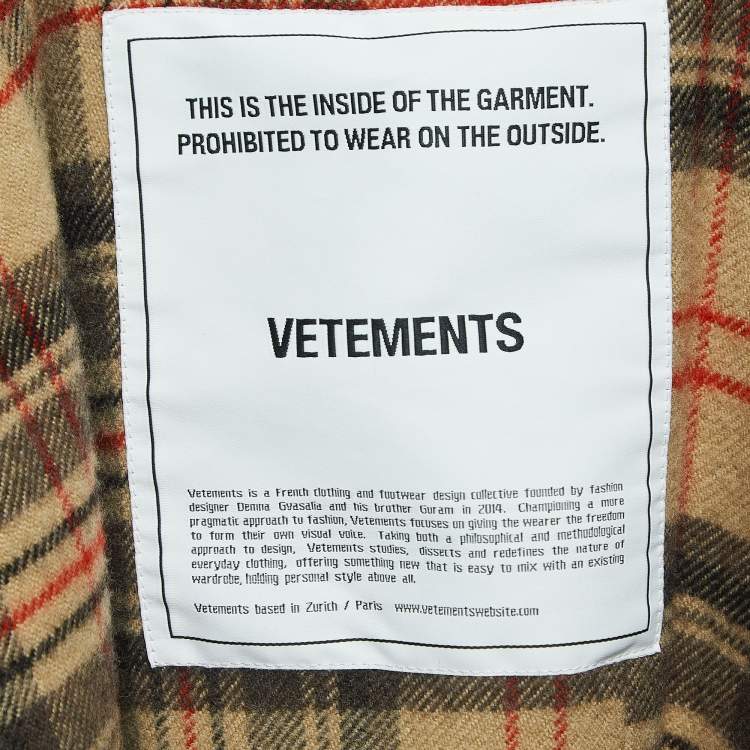 THIS IS THE INSIDE OF THE GARMENT.
PROHIBITED TO WEAR ON THE OUTSIDE.
VETEMENTS
Vetements is a French clothing and footwear design collective founded by fashion
designer Demna Gvasalia and his brother Guram in 2014. Championing a more
pragmatic approach to fashion, Vetements focuses on giving the wearer the freedom
to form their own visual voice. Taking both a philosophical and methodological
approach to design, Vetements studies, dissects and redefines the nature of
everyday clothing, offering something new that is easy to mix with an existing
wardrobe, holding personal style above all.
Vetements based in Zurich / Paris www.vetementswebsite.com